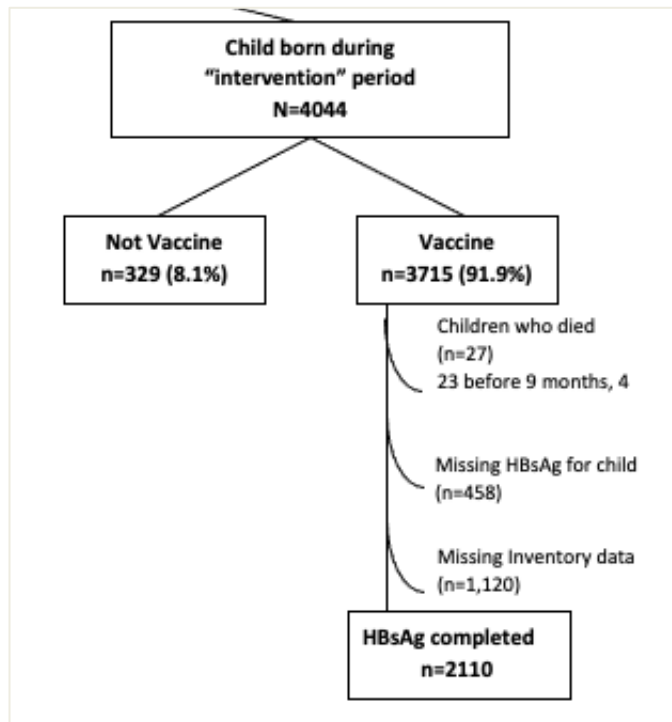 Child born during
“intervention” period
N=4044
Not Vaccine
n=329 (8.1%)
Vaccine
n=3715 (91.9%)
Children who died
(n=27)
23 before 9 months, 4
Missing HBsAg for child
(n=458)
Missing Inventory data
(n=1,120)
HBsAg completed
n=2110